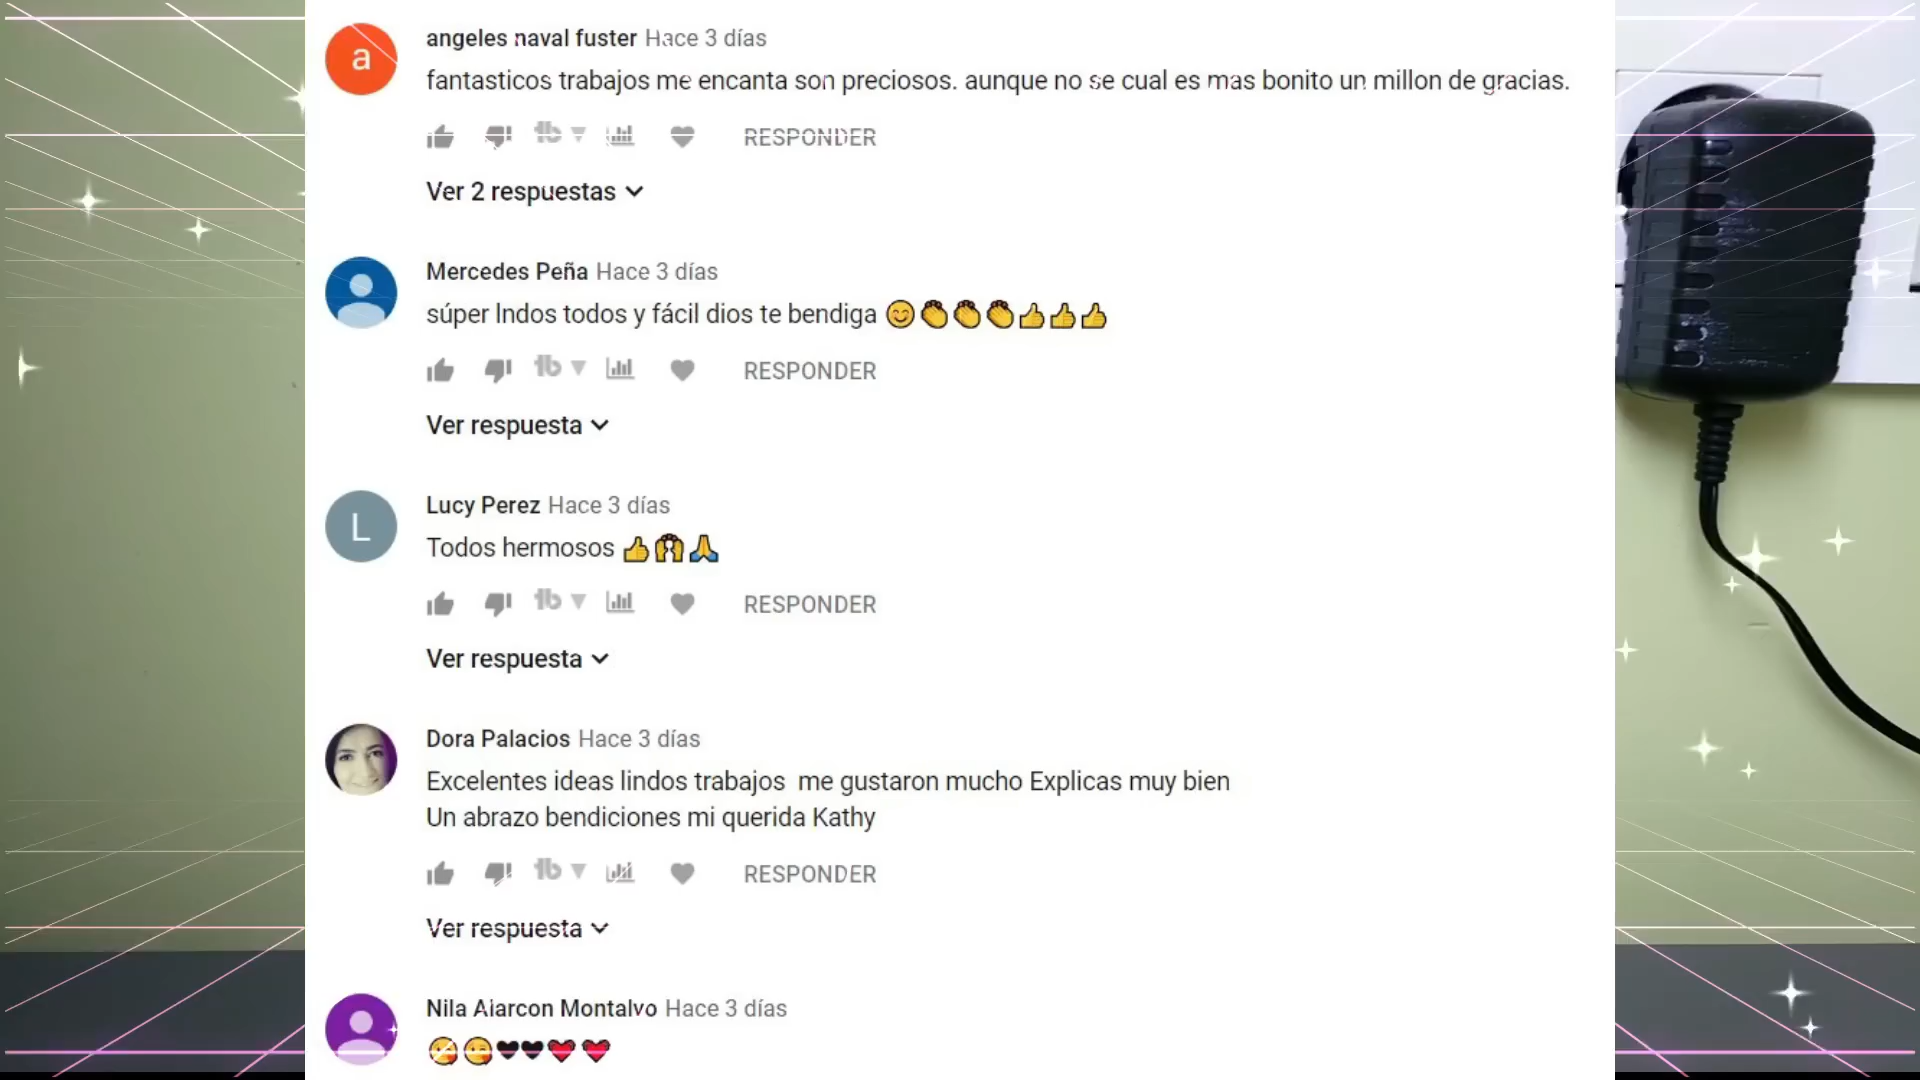 a
angeles naval fuster Hace 3 días
fantasticos trabajos me encanta son preciosos. aunque no se cual es mas bonito un millon de gracias.
RESPONDER
Ver 2 respuestas
Mercedes Peña Hace 3 días
súper lndos todos y fácil dios te bendiga 😊👏👏👏👍👍👍
RESPONDER
Ver respuesta
L
Lucy Perez Hace 3 días
Todos hermosos 👍🙌🙏
RESPONDER
Ver respuesta
Dora Palacios Hace 3 días
Excelentes ideas lindos trabajos  me gustaron mucho Explicas muy bien
Un abrazo bendiciones mi querida Kathy
RESPONDER
Ver respuesta
Nila Alarcon Montalvo Hace 3 días